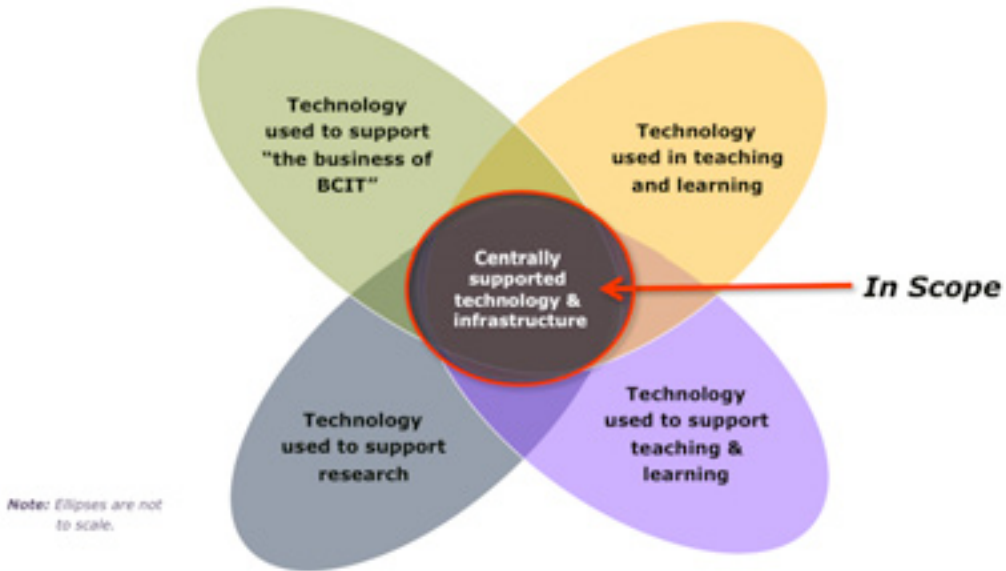 Technology
used to support
"the business of
BCIT"
Technology
used in teaching
and learning
Centrally
supported
technology &
infrastructure
In Scope
Technology
used to support
research
Technology
used to support
teaching &
learning
Note: Ellipses are not
to scale.